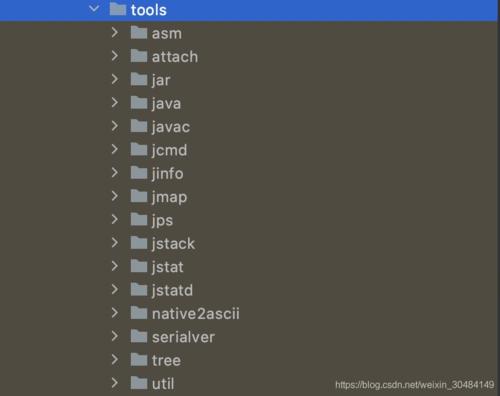 tools
asm
attach
jar
java
javac
jcmd
jinfo
jmap
jps
jstack
jstat
jstatd
native2ascii
serialver
tree
util
https://blog.csdn.net/weixin_30484149